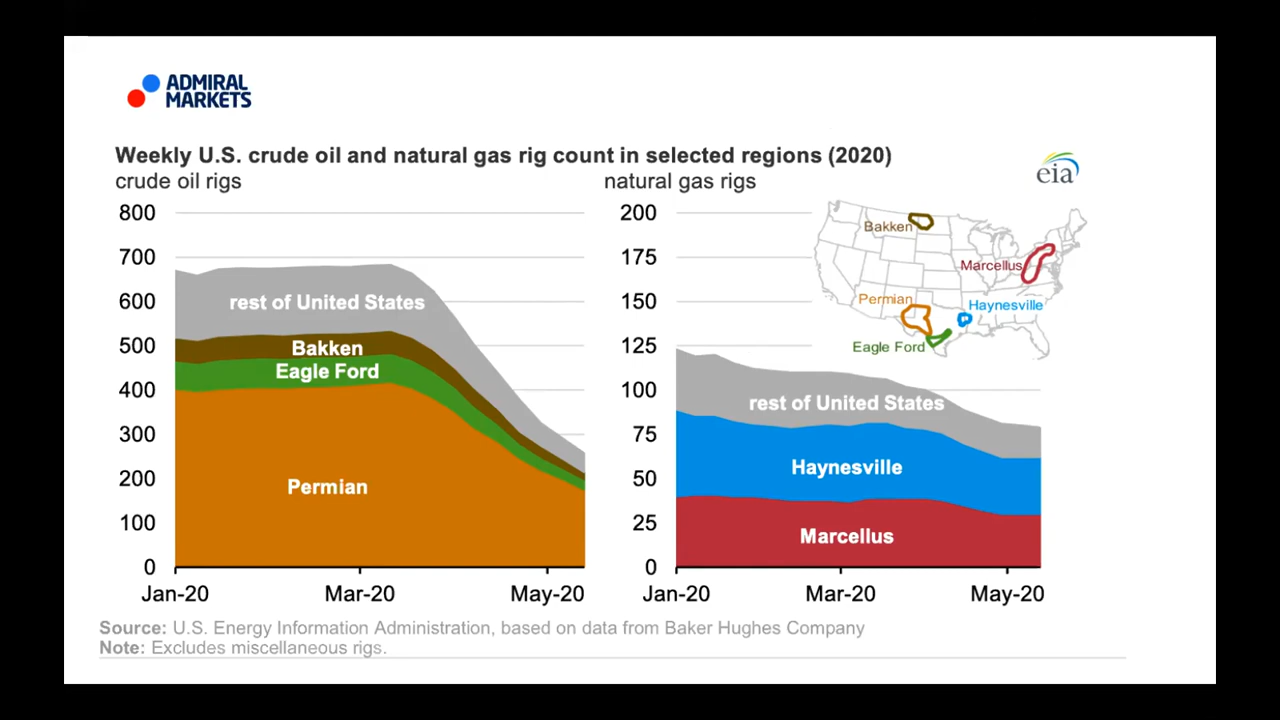 ADMIRAL
MARKETS
Weekly U.S. crude oil and natural gas rig count in selected regions (2020)
crude oil rigs
natural gas rigs
eia
800
700
600
500
400
300
200
100
0
rest of United States
Bakken
Eagle Ford
Permian
Jan-20
Mar-20
May-20
200
175
150
125
100
75
50
25
0
Bakken
Marcellus
Permian
Haynesville
Eagle Ford
rest of United States
Haynesville
Marcellus
Jan-20
Mar-20
May-20
Source: U.S. Energy Information Administration, based on data from Baker Hughes Company
Note: Excludes miscellaneous rigs.